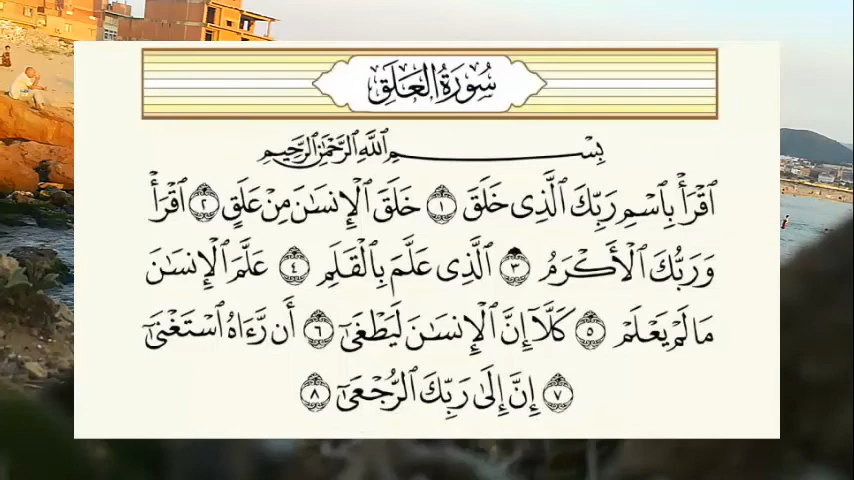 سُورَةُ الْعَلَقِ
بِسْمِ ٱللَّهِ ٱلرَّحْمَٰنِ ٱلرَّحِيمِ
ٱقْرَأْ بِٱسْمِ رَبِّكَ ٱلَّذِى خَلَقَ ١ خَلَقَ ٱلْإِنسَٰنَ مِنْ عَلَقٍ ٢ ٱقْرَأْ
وَرَبُّكَ ٱلْأَكْرَمُ ٣ ٱلَّذِى عَلَّمَ بِٱلْقَلَمِ ٤ عَلَّمَ ٱلْإِنسَٰنَ
مَا لَمْ يَعْلَمْ ٥ كَلَّآ إِنَّ ٱلْإِنسَٰنَ لَيَطْغَىٰٓ ٦ أَن رَّءَاهُ ٱسْتَغْنَىٰٓ
٧ إِنَّ إِلَىٰ رَبِّكَ ٱلرُّجْعَىٰٓ ٨